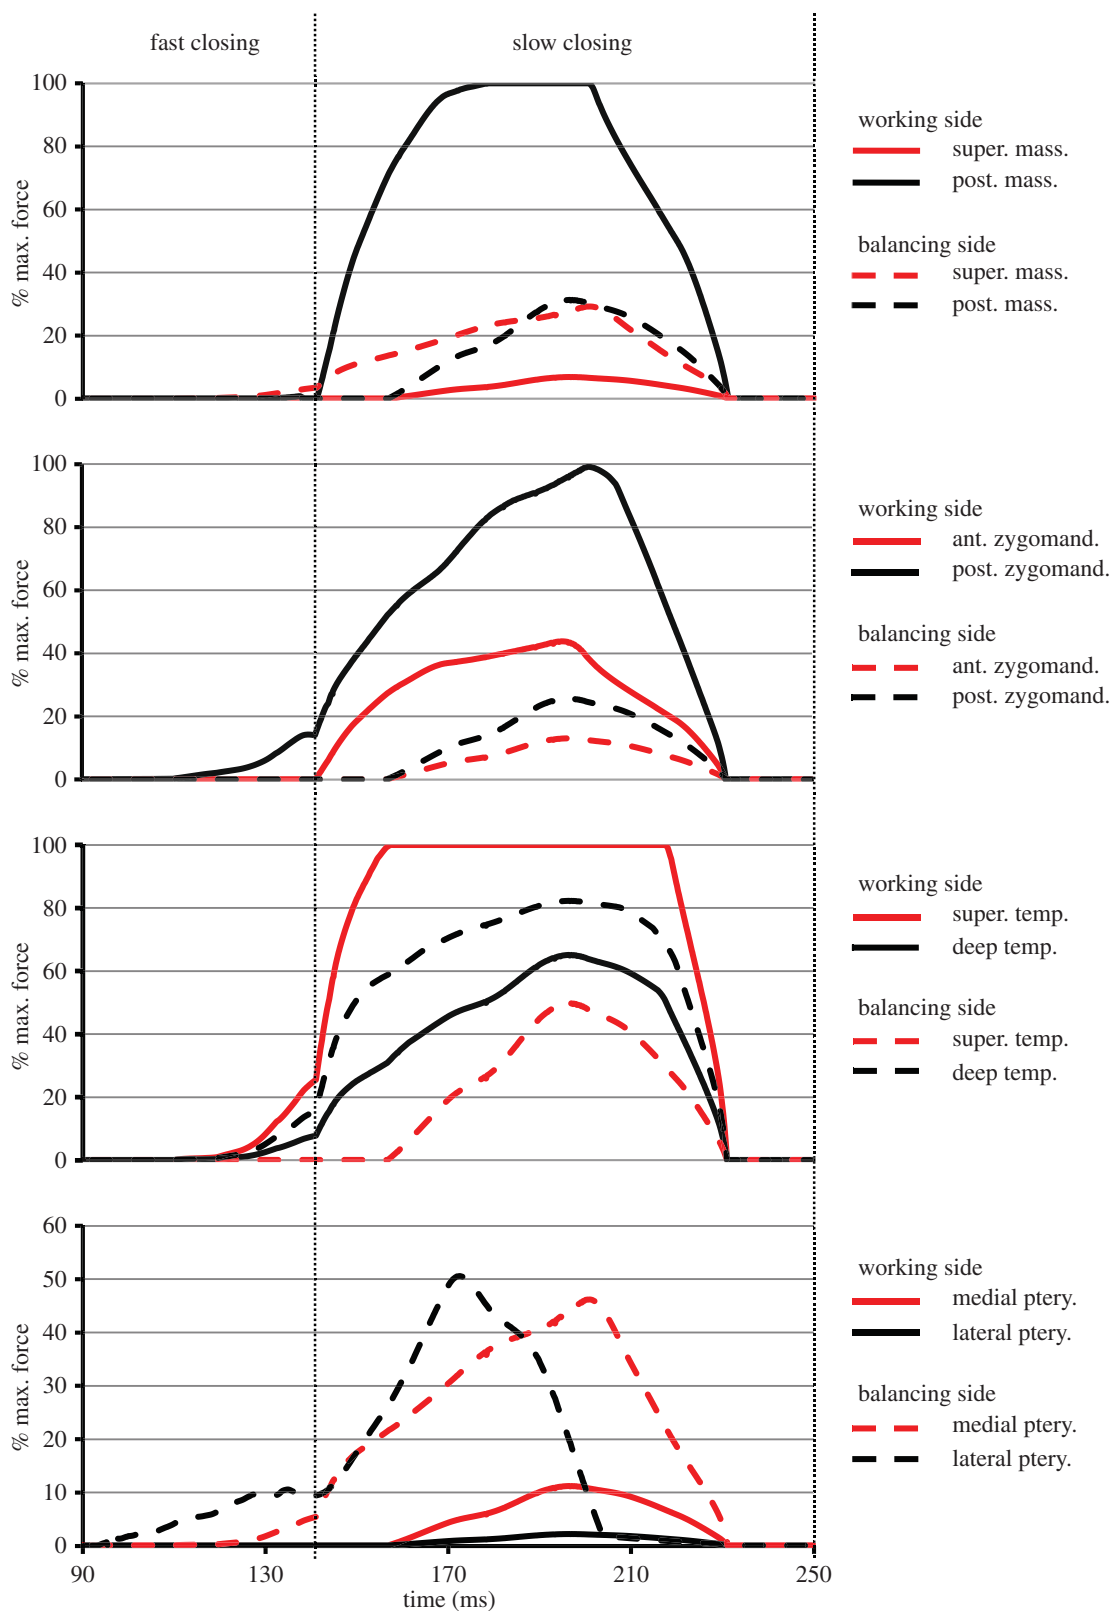 fast closing slow closing
100
80
60
40
20
0
% max. force
working side
super. mass.
post. mass.
balancing side
super. mass.
post. mass.
100
80
60
40
20
0
% max. force
working side
ant. zygomand.
post. zygomand.
balancing side
ant. zygomand.
post. zygomand.
100
80
60
40
20
0
% max. force
working side
super. temp.
deep temp.
balancing side
super. temp.
deep temp.
60
50
40
30
20
10
0
% max. force
working side
medial ptery.
lateral ptery.
balancing side
medial ptery.
lateral ptery.
90 130 170 210 250
time (ms)